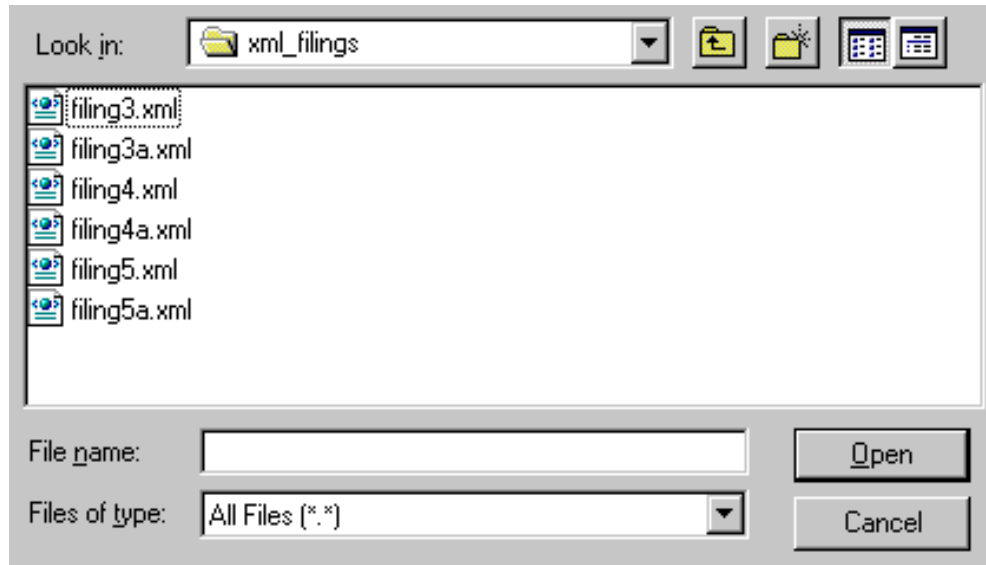 Look in: xml_filings
filing3.xml
filing3a.xml
filing4.xml
filing4a.xml
filing5.xml
filing5a.xml
File name: Open
Files of type: All Files (*.*) Cancel